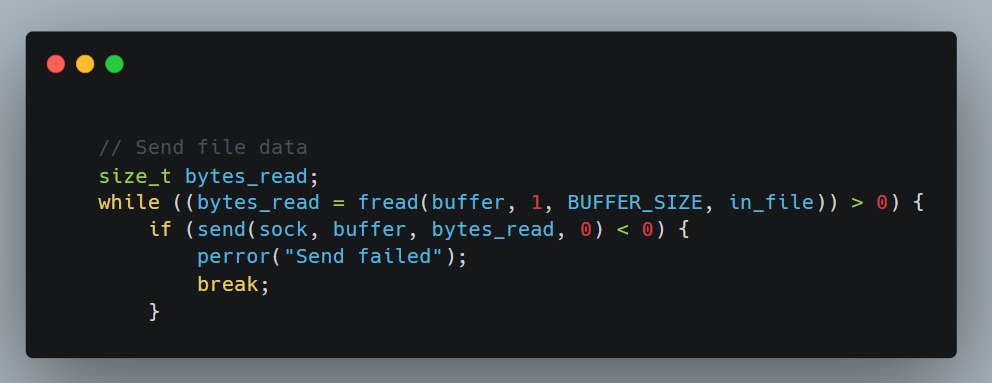 // Send file data
size_t bytes_read;
while ((bytes_read = fread(buffer, 1, BUFFER_SIZE, in_file)) > 0) {
    if (send(sock, buffer, bytes_read, 0) < 0) {
        perror("Send failed");
        break;
    }